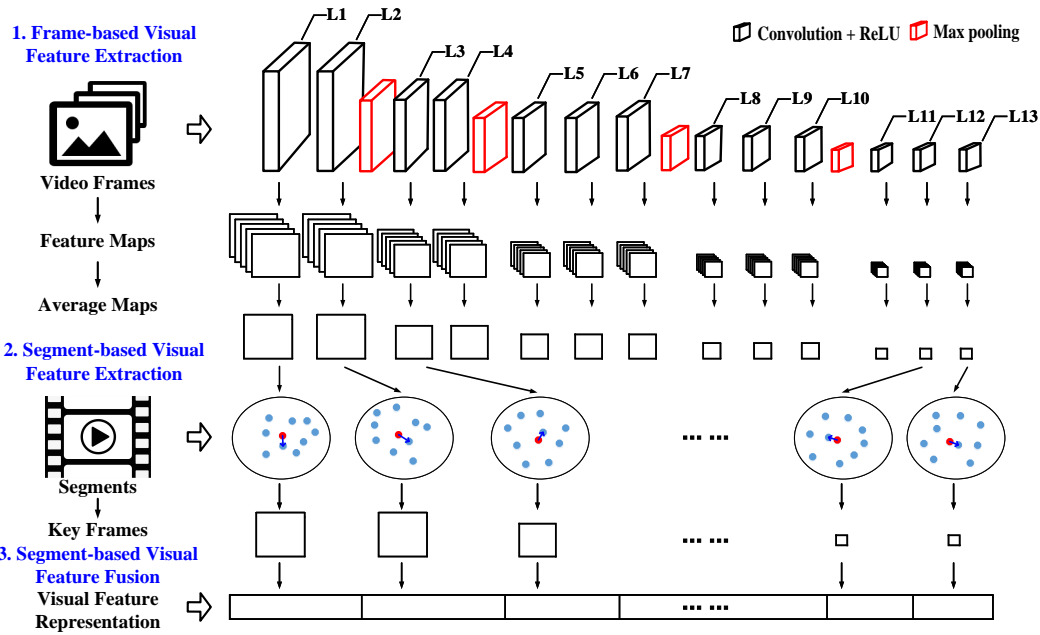 1. Frame-based Visual
Feature Extraction
L1
L2
L3
L4
L5
L6
L7
L8
L9
L10
L11
L12
L13
Convolution + ReLU
Max pooling
Video Frames
Feature Maps
Average Maps
2. Segment-based Visual
Feature Extraction
Segments
Key Frames
3. Segment-based Visual
Feature Fusion
Visual Feature
Representation
... ...
... ...
... ...